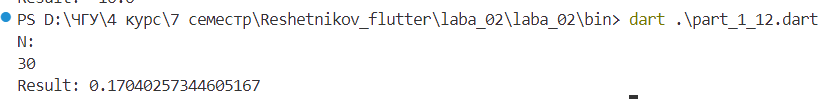 PS D:\ЧГУ\4 курс\7 семестр\Reshetnikov_flutter\laba_02\laba_02\bin> dart .\part_1_12.dart
N:
30
Result: 0.17040257344605167